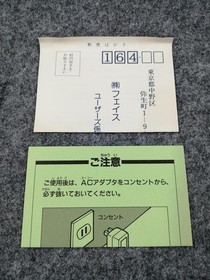 郵便はがき
164
東京都中野区
弥生町1-9
㈱フェイス
ユーザーズ係
ご注意
ご使用後は、ACアダプタをコンセントから、
必ず抜いておいてください。
コンセント